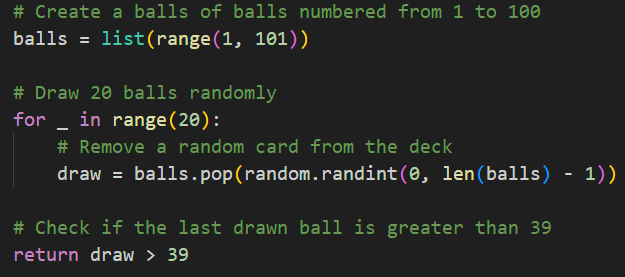 # Create a balls of balls numbered from 1 to 100
balls = list(range(1, 101))
# Draw 20 balls randomly
for _ in range(20):
    # Remove a random card from the deck
    draw = balls.pop(random.randint(0, len(balls) - 1))
# Check if the last drawn ball is greater than 39
return draw > 39